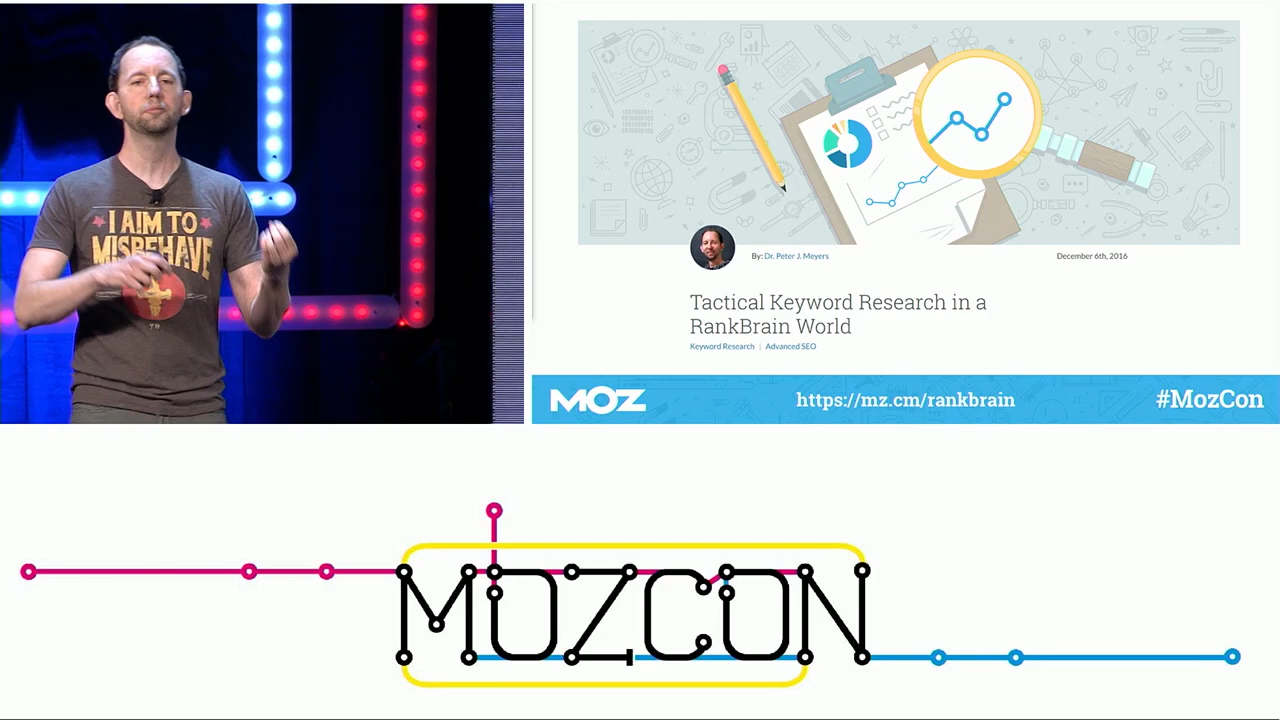 I AIM TO
MISBEHAVE
By: Dr. Peter J. Meyers
December 6th, 2016
Tactical Keyword Research in a
RankBrain World
Keyword Research | Advanced SEO
MOZ
https://mz.cm/rankbrain
#MozCon
MOZCON